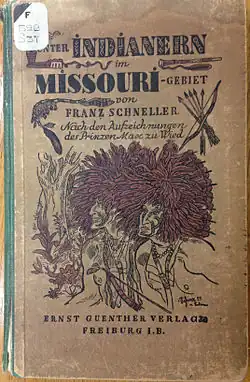 F
UNTER INDIANERN
im
MISSOURI-GEBIET
von
FRANZ SCHNELLER
Nach den Aufzeichnungen
des Prinzen Max zu Wied
ERNST GUENTHER VERLAG
FREIBURG I.B.